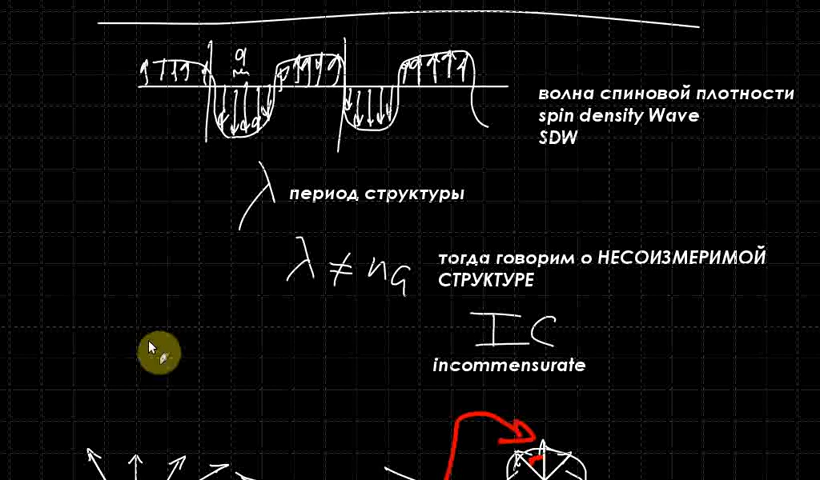 a
волна спиновой плотности
spin density Wave
SDW
λ период структуры
λ ≠ na
тогда говорим о НЕСОИЗМЕРИМОЙ
СТРУКТУРЕ
IC
incommensurate